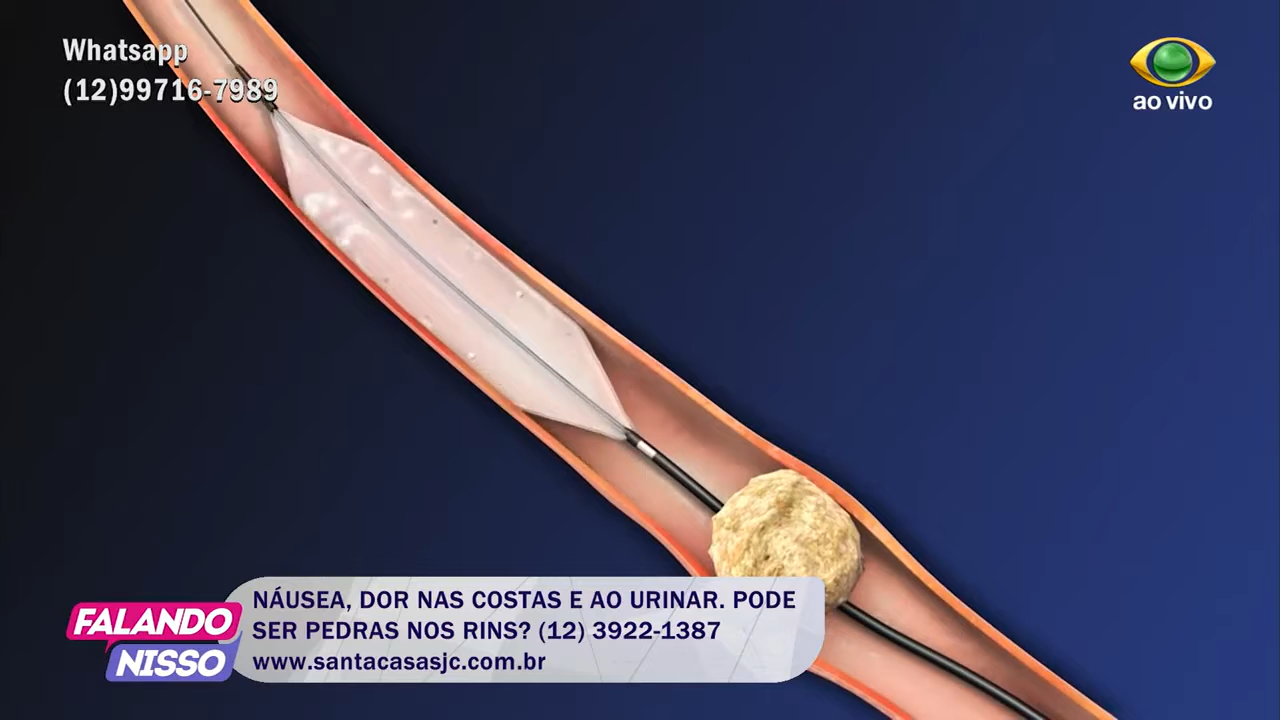 Whatsapp
(12)99716-7989
ao vivo
FALANDO
NISSO
NÁUSEA, DOR NAS COSTAS E AO URINAR. PODE
SER PEDRAS NOS RINS? (12) 3922-1387
www.santacasasjc.com.br